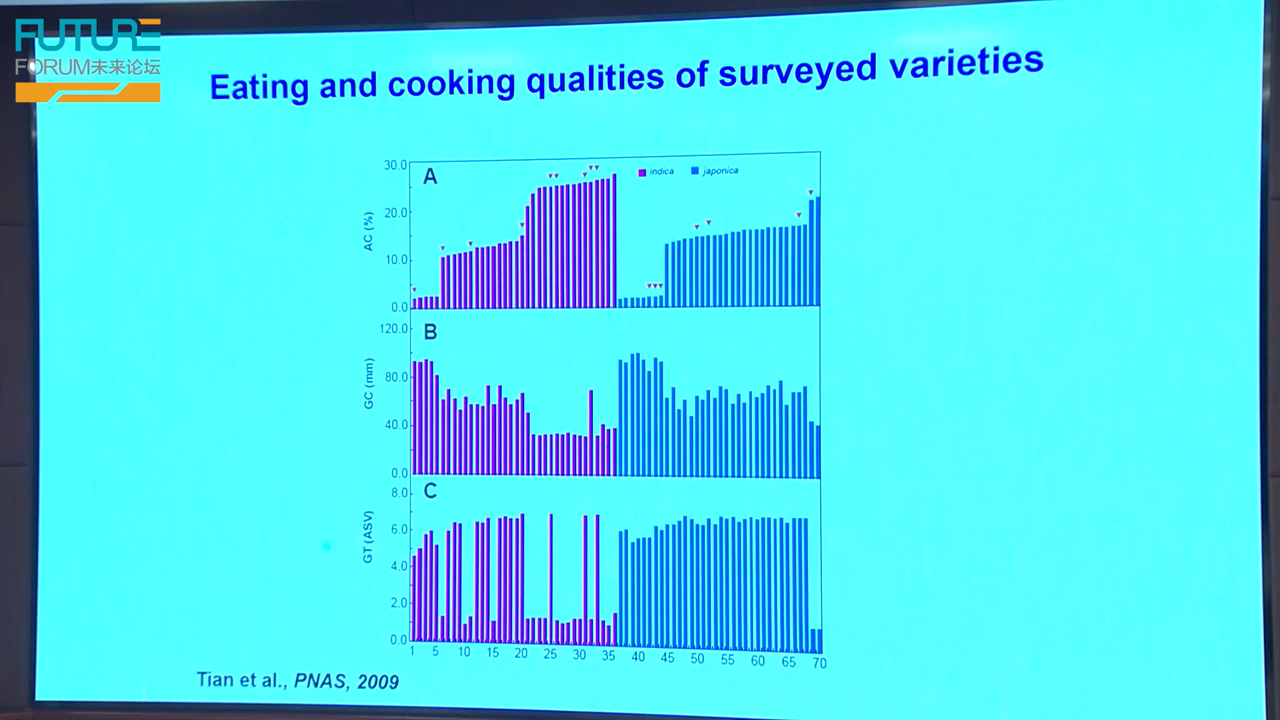 FUTURE
FORUM未来论坛
Eating and cooking qualities of surveyed varieties
A
indica
japonica
AC (%)
30.0
20.0
10.0
0.0
B
GC (mm)
120.0
80.0
40.0
0.0
C
GT (ASV)
8.0
6.0
4.0
2.0
0.0
1 5 10 15 20 25 30 35 40 45 50 55 60 65 70
Tian et al., PNAS, 2009